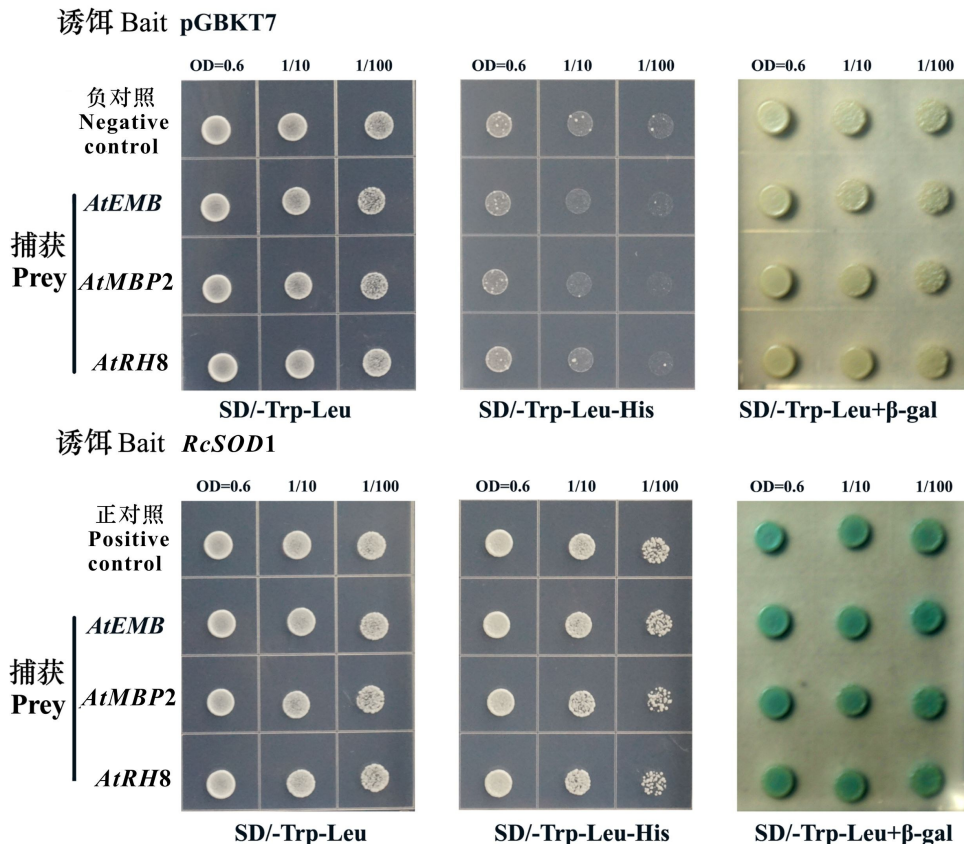 诱饵 Bait pGBKT7
OD=0.6 1/10 1/100 OD=0.6 1/10 1/100 OD=0.6 1/10 1/100
负对照
Negative
control
AtEMB
捕获
Prey
AtMBP2
AtRH8
SD/-Trp-Leu SD/-Trp-Leu-His SD/-Trp-Leu+β-gal
诱饵 Bait RcSOD1
OD=0.6 1/10 1/100 OD=0.6 1/10 1/100 OD=0.6 1/10 1/100
正对照
Positive
control
AtEMB
捕获
Prey
AtMBP2
AtRH8
SD/-Trp-Leu SD/-Trp-Leu-His SD/-Trp-Leu+β-gal